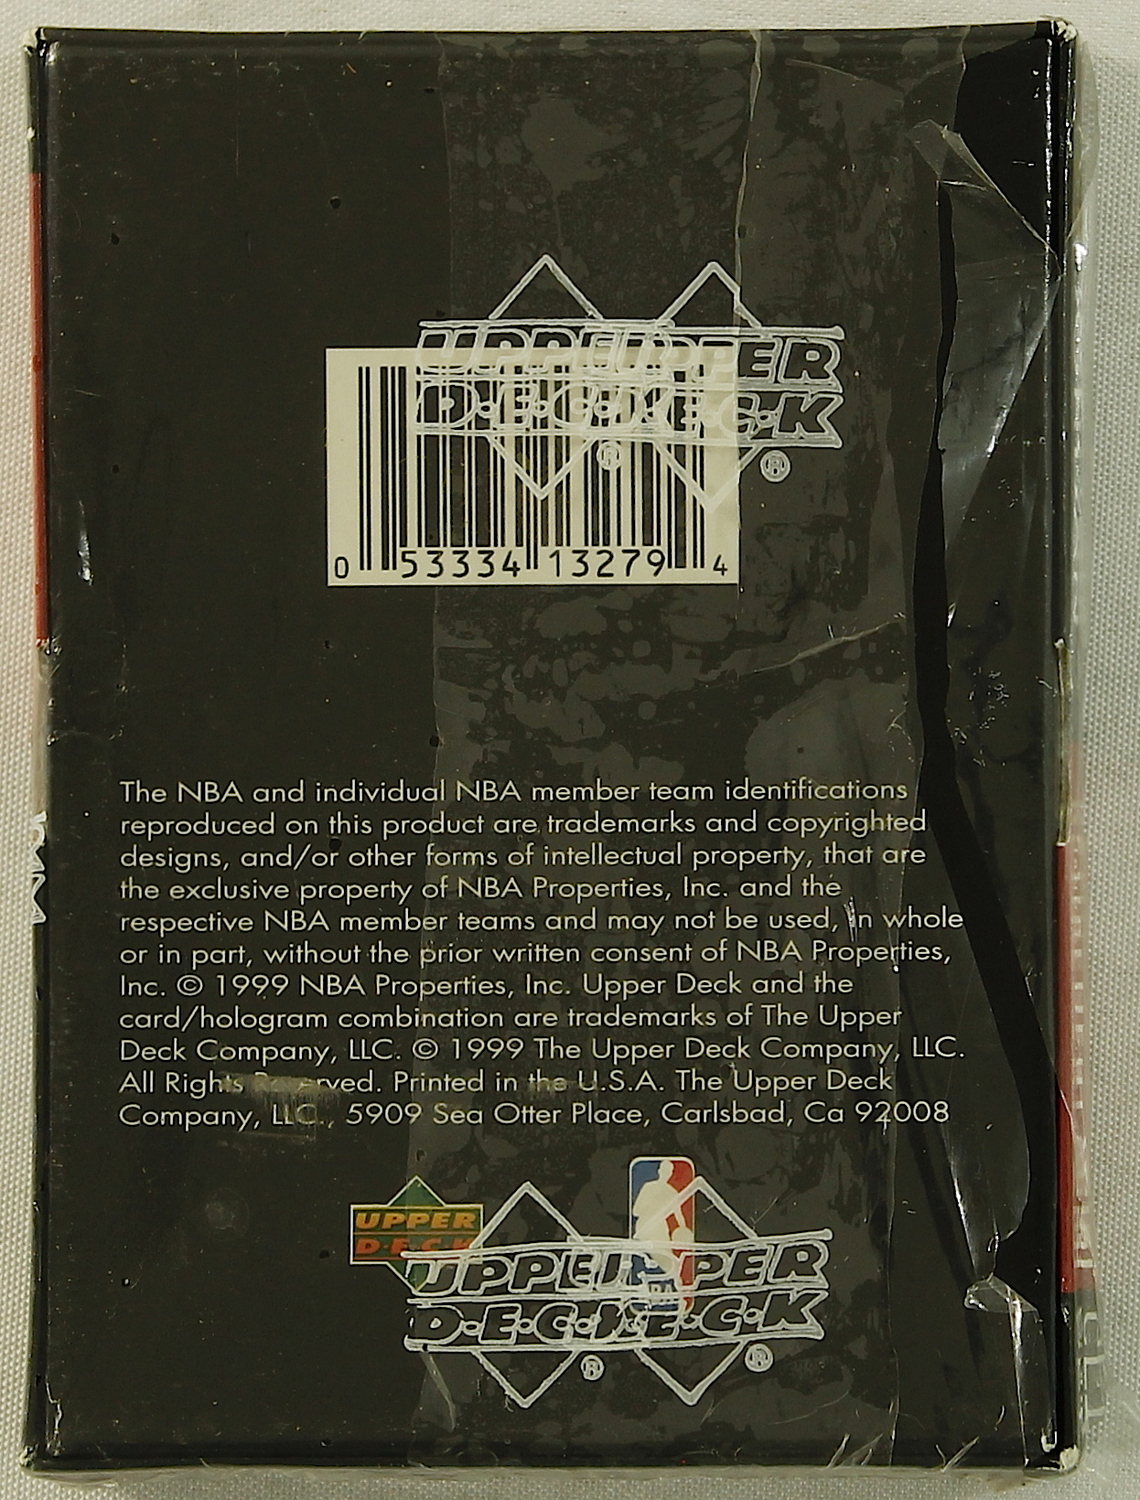 UPPER
DECK
®
UPPER
DECK
®
0 53334 13279 4
The NBA and individual NBA member team identifications
reproduced on this product are trademarks and copyrighted
designs, and/or other forms of intellectual property, that are
the exclusive property of NBA Properties, Inc. and the
respective NBA member teams and may not be used, in whole
or in part, without the prior written consent of NBA Properties,
Inc. © 1999 NBA Properties, Inc. Upper Deck and the
card/hologram combination are trademarks of The Upper
Deck Company, LLC. © 1999 The Upper Deck Company, LLC.
All Rights Reserved. Printed in the U.S.A. The Upper Deck
Company, LLC., 5909 Sea Otter Place, Carlsbad, Ca 92008
UPPER
DECK
UPPER
D·E·C·K
®
UPPER
D·E·C·K
®